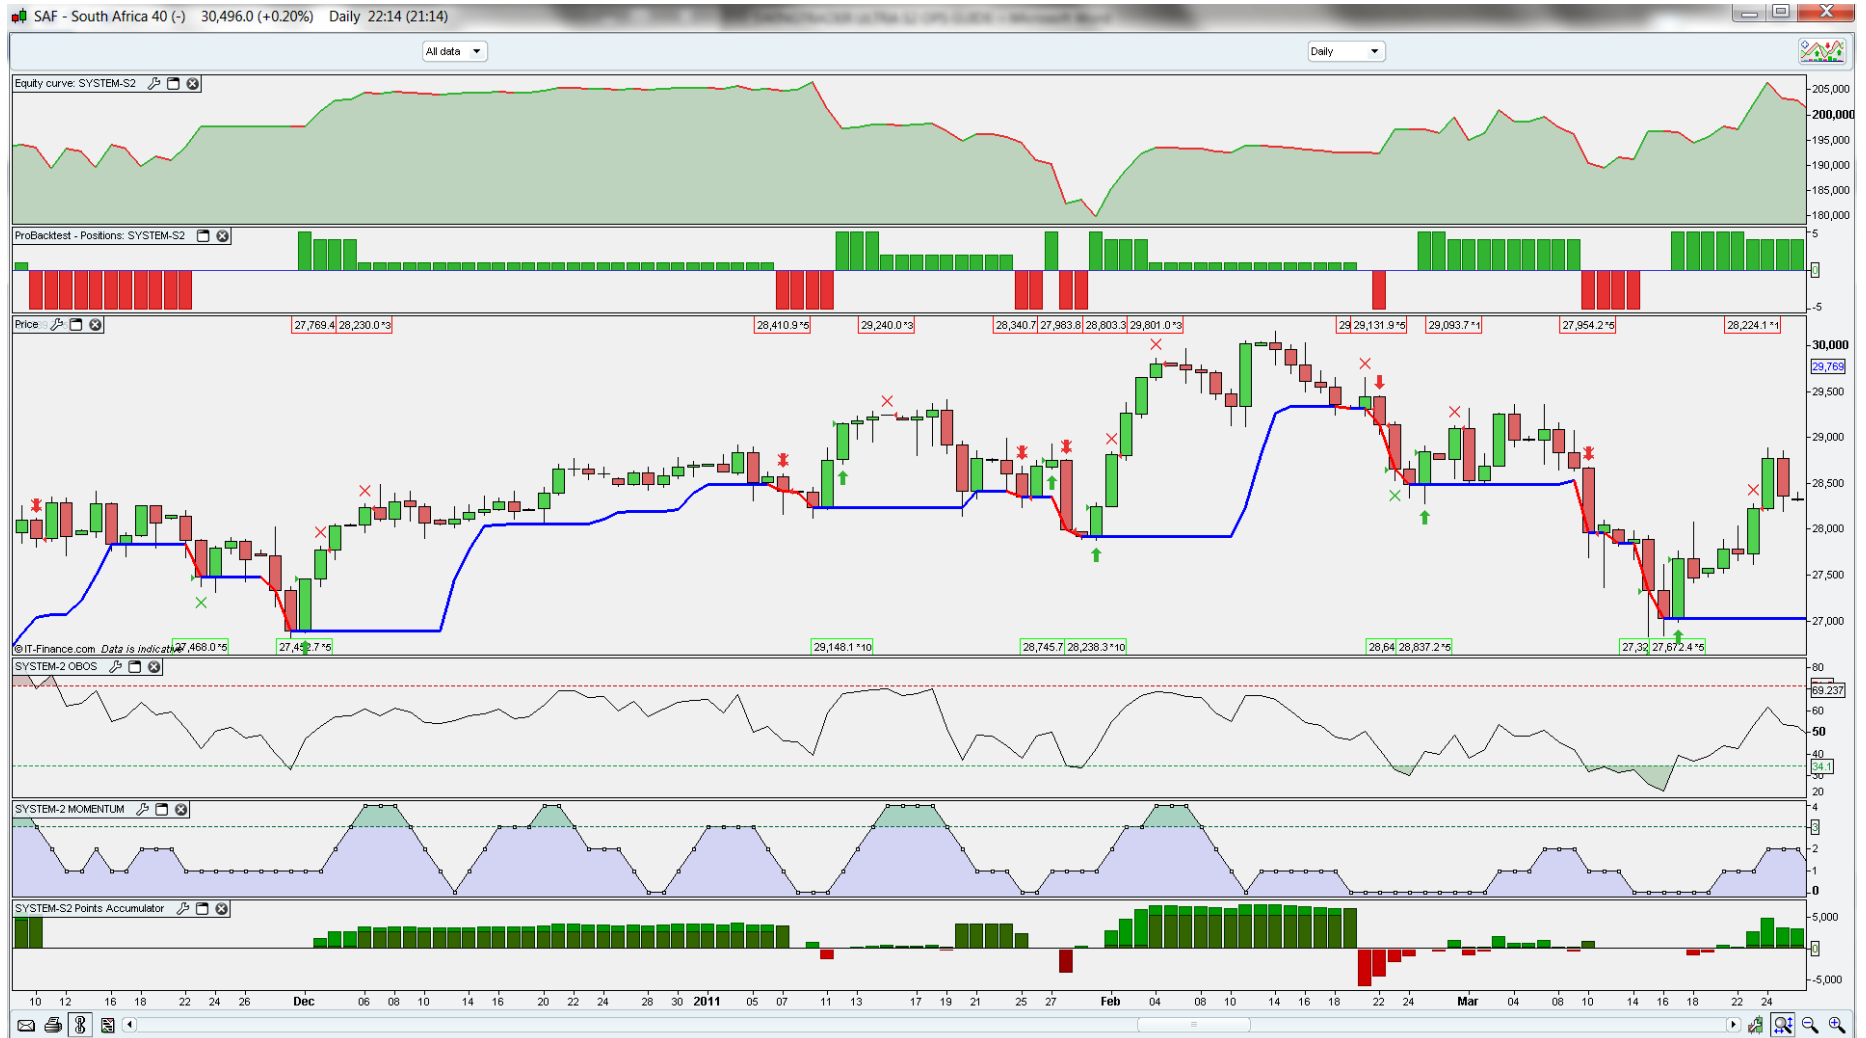 SAF - South Africa 40 (-) 30,496.0 (+0.20%) Daily 22:14 (21:14)
All data Daily
Equity curve: SYSTEM-S2
205,000
200,000
195,000
190,000
185,000
180,000
ProBacktest - Positions: SYSTEM-S2
5
0
-5
Price
27,769.4 28,230.0 *3 28,410.9 *5 29,240.0 *3 28,340.7 27,983.8 28,803.3 29,801.0 *3 29 29,131.9 *5 29,093.7 *1 27,954.2 *5 28,224.1 *1
30,000
29,769
29,500
29,000
28,500
28,000
27,500
27,000
© IT-Finance.com Data is indicative
27,468.0 *5 27,452.7 *5 29,148.1 *10 28,745.7 28,238.3 *10 28,64 28,837.2 *5 27,32 27,672.4 *5
SYSTEM-2 OBOS
80
69.237
60
50
40
34.1
30
20
SYSTEM-2 MOMENTUM
4
3
2
1
0
SYSTEM-S2 Points Accumulator
5,000
0
-5,000
10 12 16 18 22 24 26 Dec 06 08 10 14 16 20 22 24 28 30 2011 05 07 11 13 17 19 21 25 27 Feb 04 08 10 14 16 18 22 24 Mar 04 08 10 14 16 18 22 24